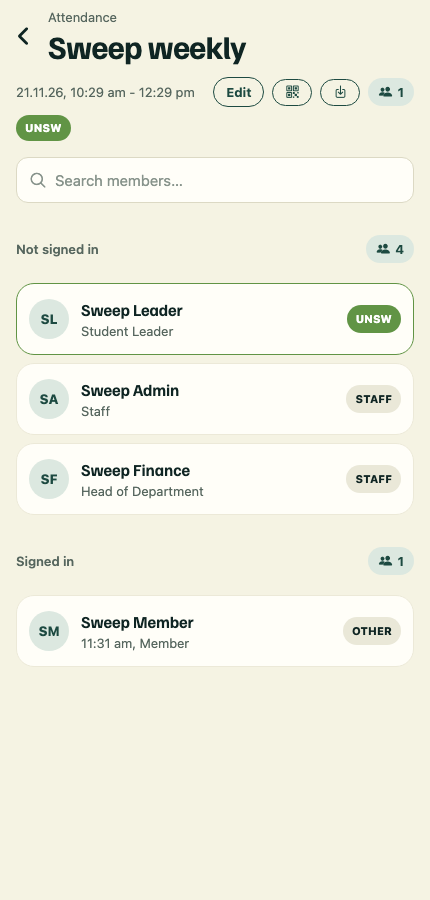 Attendance
Sweep weekly
21.11.26, 10:29 am - 12:29 pm Edit 1
UNSW
Search members...
Not signed in 4
SL Sweep Leader UNSW
Student Leader
SA Sweep Admin STAFF
Staff
SF Sweep Finance STAFF
Head of Department
Signed in 1
SM Sweep Member OTHER
11:31 am, Member